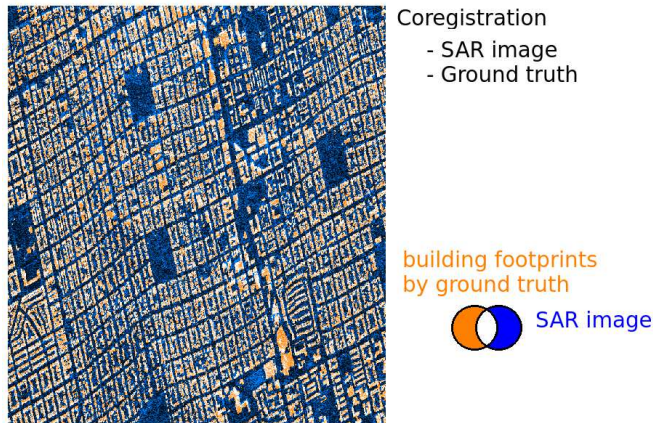 Coregistration
- SAR image
- Ground truth
building footprints
by ground truth
SAR image